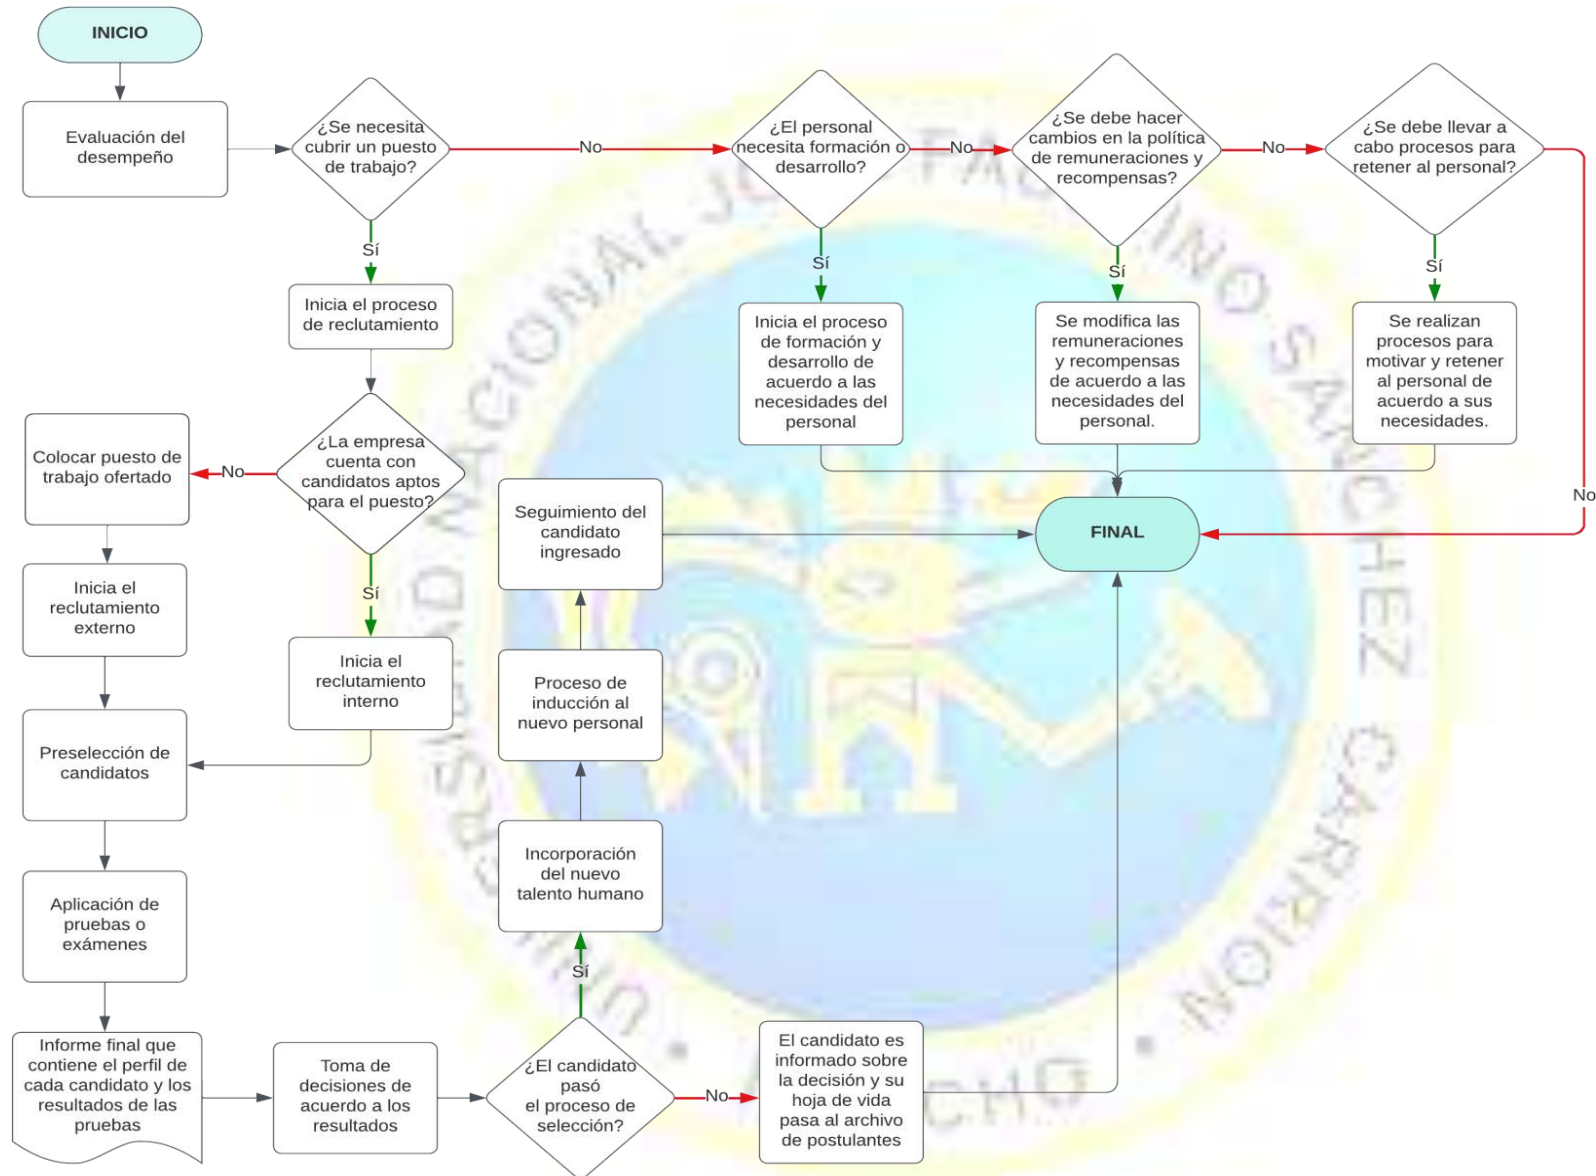 INICIO
Evaluación del
desempeño
¿Se necesita
cubrir un puesto
de trabajo?
No
¿El personal
necesita formación o
desarrollo?
No
¿Se debe hacer
cambios en la política
de remuneraciones y
recompensas?
No
¿Se debe llevar a
cabo procesos para
retener al personal?
No
Sí
Sí
Sí
Sí
Inicia el proceso
de reclutamiento
Inicia el proceso
de formación y
desarrollo de
acuerdo a las
necesidades del
personal
Se modifica las
remuneraciones
y recompensas
de acuerdo a las
necesidades del
personal.
Se realizan
procesos para
motivar y retener
al personal de
acuerdo a sus
necesidades.
¿La empresa
cuenta con
candidatos aptos
para el puesto?
No
Colocar puesto de
trabajo ofertado
Sí
Inicia el
reclutamiento
externo
Inicia el
reclutamiento
interno
Preselección de
candidatos
Aplicación de
pruebas o
exámenes
Informe final que
contiene el perfil de
cada candidato y los
resultados de las
pruebas
Toma de
decisiones de
acuerdo a los
resultados
¿El candidato
pasó
el proceso de
selección?
Sí
Incorporación
del nuevo
talento humano
Proceso de
inducción al
nuevo personal
Seguimiento del
candidato
ingresado
No
El candidato es
informado sobre
la decisión y su
hoja de vida
pasa al archivo
de postulantes
FINAL
NACIONAL
SANCHEZ CARRION